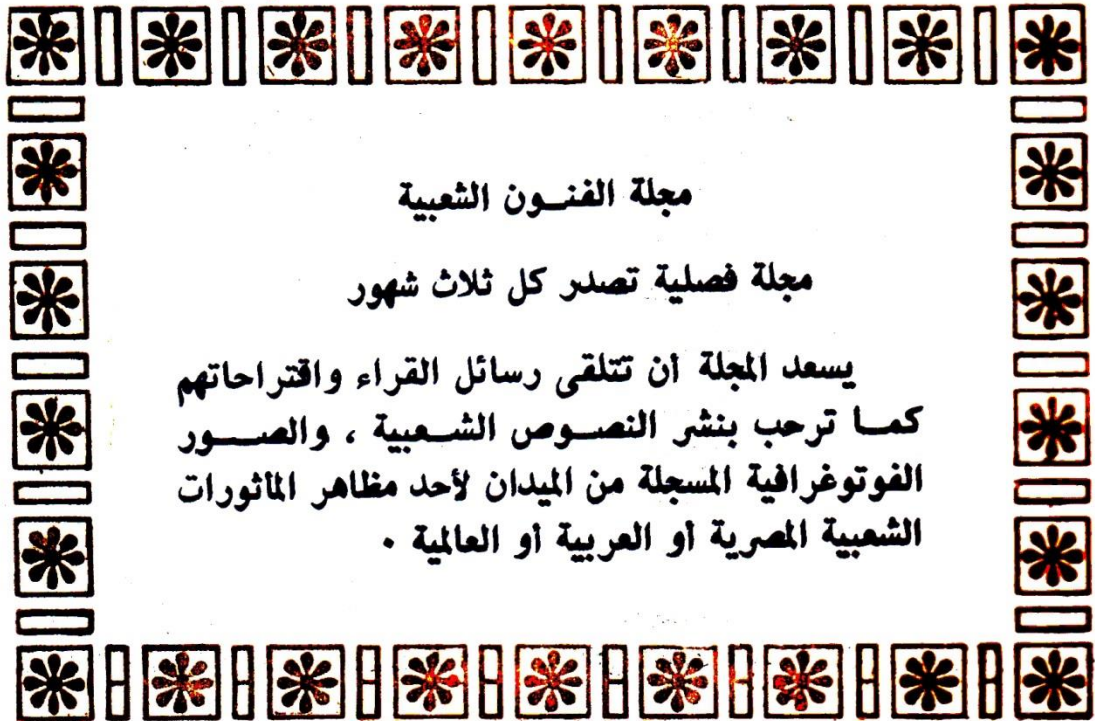 مجلة الفنون الشعبية
مجلة فصلية تصدر كل ثلاث شهور
يسعد المجلة أن تتلقى رسائل القراء واقتراحاتهم
كما ترحب بنشر النصوص الشعبية ، والصور
الفوتوغرافية المسجلة من الميدان لأحد مظاهر المأثورات
الشعبية المصرية أو العربية أو العالمية .